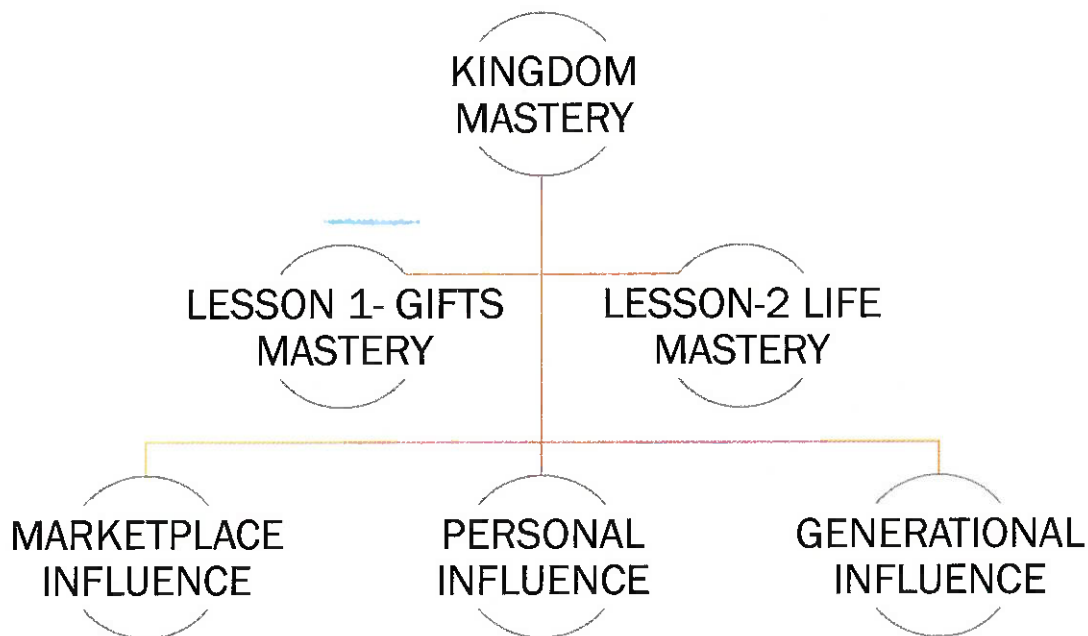 KINGDOM
MASTERY
LESSON 1- GIFTS
MASTERY
LESSON-2 LIFE
MASTERY
MARKETPLACE
INFLUENCE
PERSONAL
INFLUENCE
GENERATIONAL
INFLUENCE